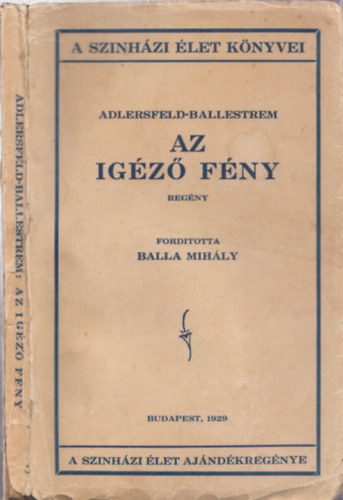 A SZINHÁZI ÉLET KÖNYVEI
ADLERSFELD-BALLESTREM
AZ
IGÉZŐ FÉNY
REGÉNY
FORDITOTTA
BALLA MIHÁLY
BUDAPEST, 1929
A SZINHÁZI ÉLET AJÁNDÉKREGÉNYE
ADLERSFELD-BALLESTREM: AZ IGÉZŐ FÉNY